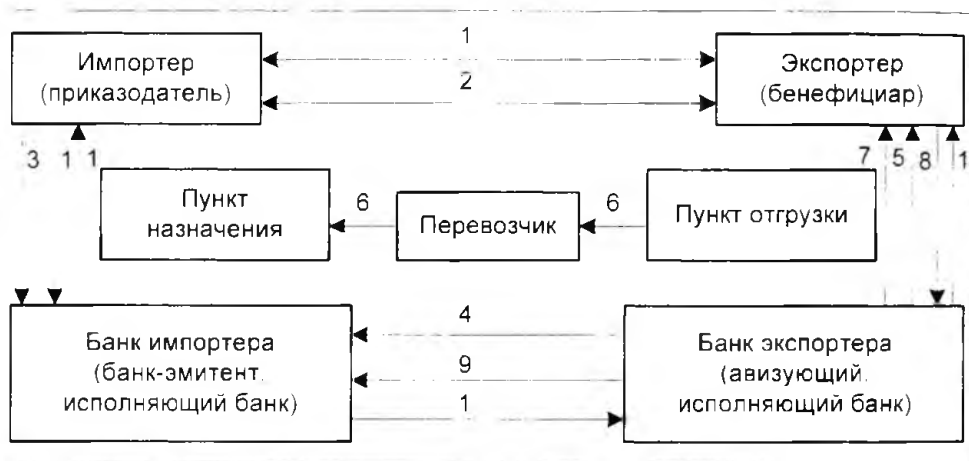 1
Импортер
(приказодатель)
2
Экспортер
(бенефициар)
3 1 1
7 5 8 1
Пункт
назначения
6
Перевозчик
6
Пункт отгрузки
Банк импортера
(банк-эмитент.
исполняющий банк)
4
9
1
Банк экспортера
(авизующий.
исполняющий банк)